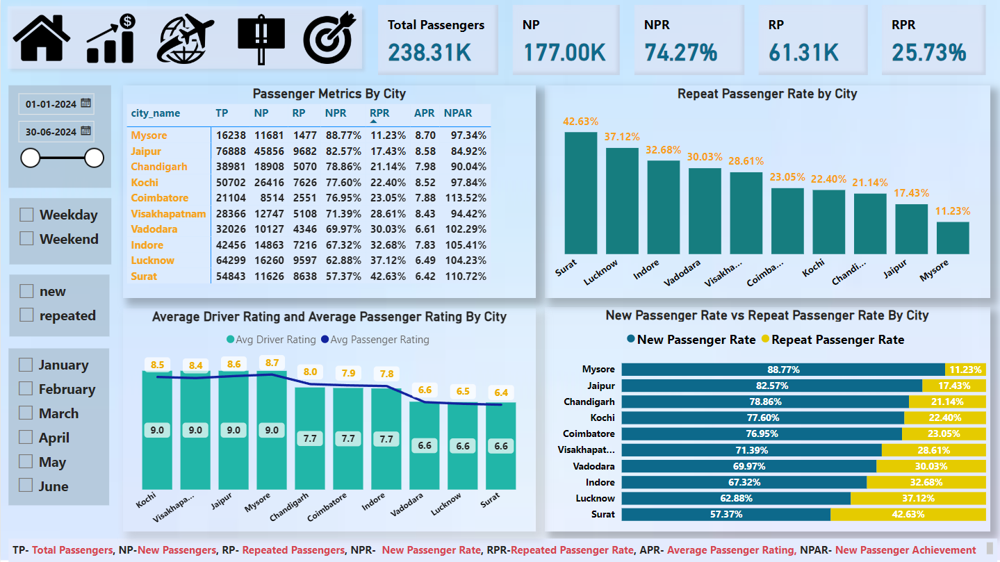 Total Passengers NP NPR RP RPR
238.31K 177.00K 74.27% 61.31K 25.73%
01-01-2024
30-06-2024
Weekday
Weekend
new
repeated
January
February
March
April
May
June
Passenger Metrics By City
city_name TP NP RP NPR RPR APR NPAR
Mysore 16238 11681 1477 88.77% 11.23% 8.70 97.34%
Jaipur 76888 45856 9682 82.57% 17.43% 8.58 84.92%
Chandigarh 38981 18908 5070 78.86% 21.14% 7.98 90.04%
Kochi 50702 26416 7626 77.60% 22.40% 8.52 97.84%
Coimbatore 21104 8514 2551 76.95% 23.05% 7.88 113.52%
Visakhapatnam 28366 12747 5108 71.39% 28.61% 8.43 94.42%
Vadodara 32026 10127 4346 69.97% 30.03% 6.61 102.29%
Indore 42456 14863 7216 67.32% 32.68% 7.83 105.41%
Lucknow 64299 16260 9597 62.88% 37.12% 6.49 104.23%
Surat 54843 11626 8638 57.37% 42.63% 6.42 110.72%
Repeat Passenger Rate by City
42.63% 37.12% 32.68% 30.03% 28.61% 23.05% 22.40% 21.14% 17.43% 11.23%
Surat Lucknow Indore Vadodara Visakha... Coimba... Kochi Chandi... Jaipur Mysore
Average Driver Rating and Average Passenger Rating By City
Avg Driver Rating Avg Passenger Rating
8.5 8.4 8.6 8.7 8.0 7.9 7.8 6.6 6.5 6.4
9.0 9.0 9.0 9.0 7.7 7.7 7.7 6.6 6.6 6.6
Kochi Visakhapa... Jaipur Mysore Chandigarh Coimbatore Indore Vadodara Lucknow Surat
New Passenger Rate vs Repeat Passenger Rate By City
New Passenger Rate Repeat Passenger Rate
Mysore 88.77% 11.23%
Jaipur 82.57% 17.43%
Chandigarh 78.86% 21.14%
Kochi 77.60% 22.40%
Coimbatore 76.95% 23.05%
Visakhapat... 71.39% 28.61%
Vadodara 69.97% 30.03%
Indore 67.32% 32.68%
Lucknow 62.88% 37.12%
Surat 57.37% 42.63%
TP- Total Passengers, NP-New Passengers, RP- Repeated Passengers, NPR- New Passenger Rate, RPR-Repeated Passenger Rate, APR- Average Passenger Rating, NPAR- New Passenger Achievement